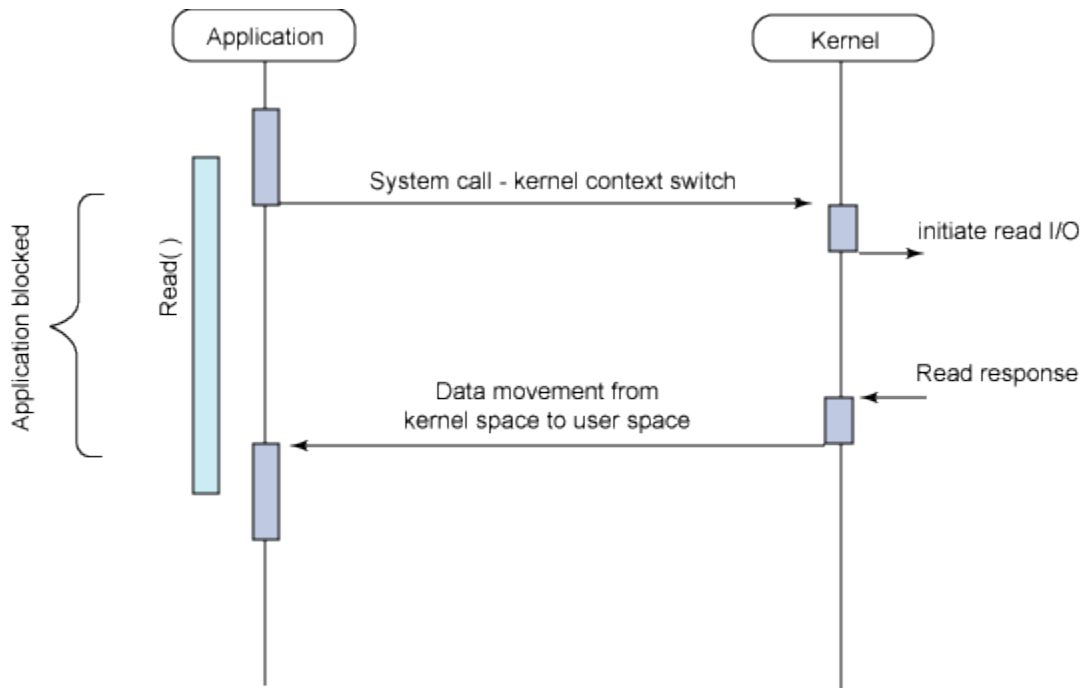 Application
Kernel
System call - kernel context switch
initiate read I/O
Application blocked
Read( )
Read response
Data movement from
kernel space to user space